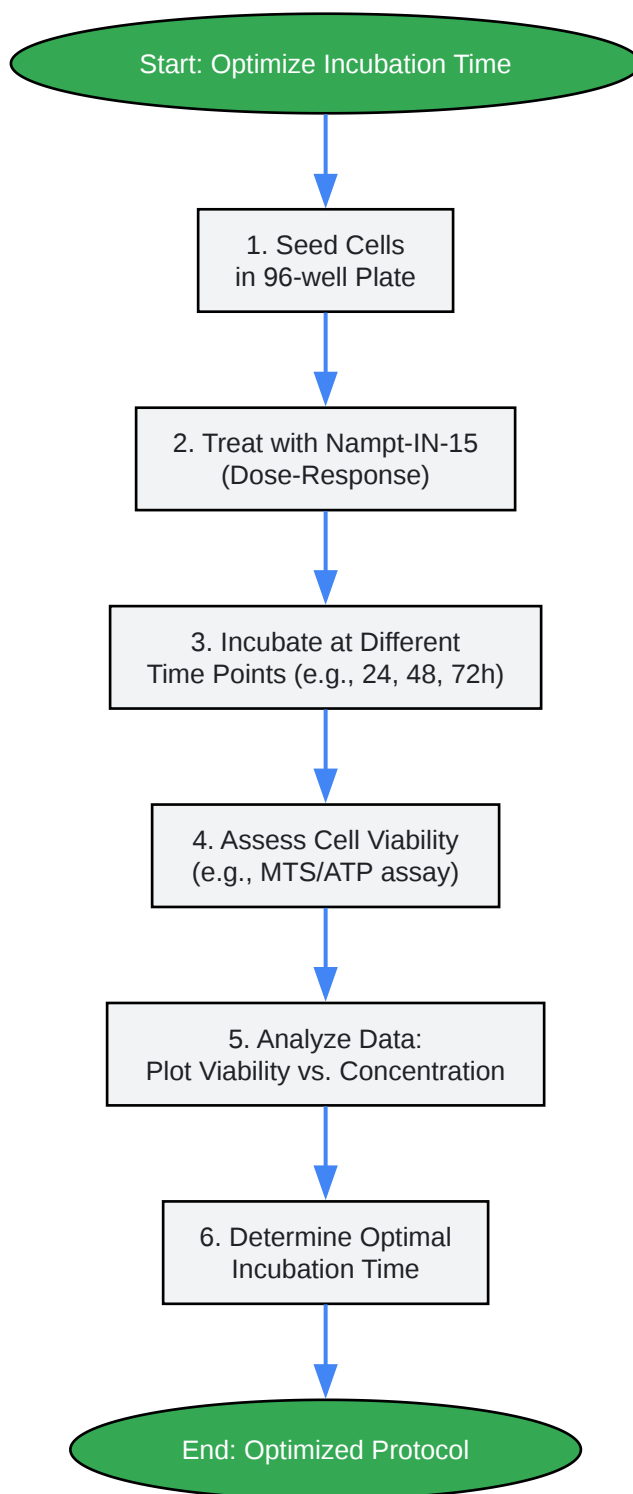 Start: Optimize Incubation Time
1. Seed Cells
in 96-well Plate
2. Treat with Nampt-IN-15
(Dose-Response)
3. Incubate at Different
Time Points (e.g., 24, 48, 72h)
4. Assess Cell Viability
(e.g., MTS/ATP assay)
5. Analyze Data:
Plot Viability vs. Concentration
6. Determine Optimal
Incubation Time
End: Optimized Protocol